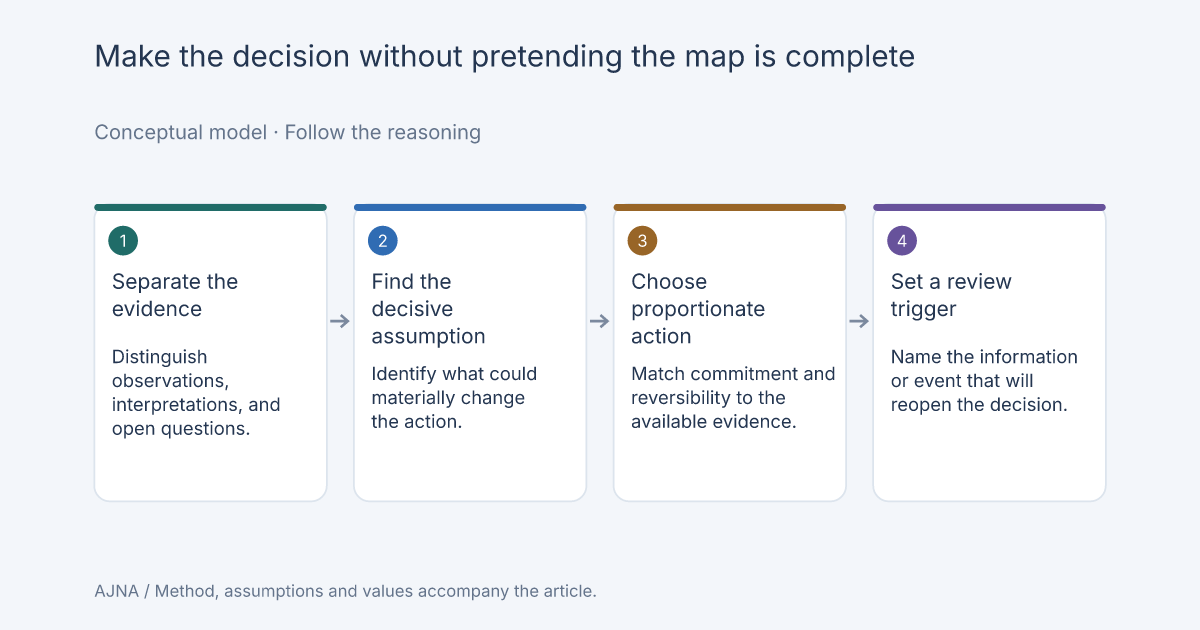 Make the decision without pretending the map is complete
Conceptual model · Follow the reasoning
1
Separate the
evidence
Distinguish
observations,
interpretations, and
open questions.
2
Find the
decisive
assumption
Identify what could
materially change
the action.
3
Choose
proportionate
action
Match commitment and
reversibility to the
available evidence.
4
Set a review
trigger
Name the information
or event that will
reopen the decision.
AJNA / Method, assumptions and values accompany the article.